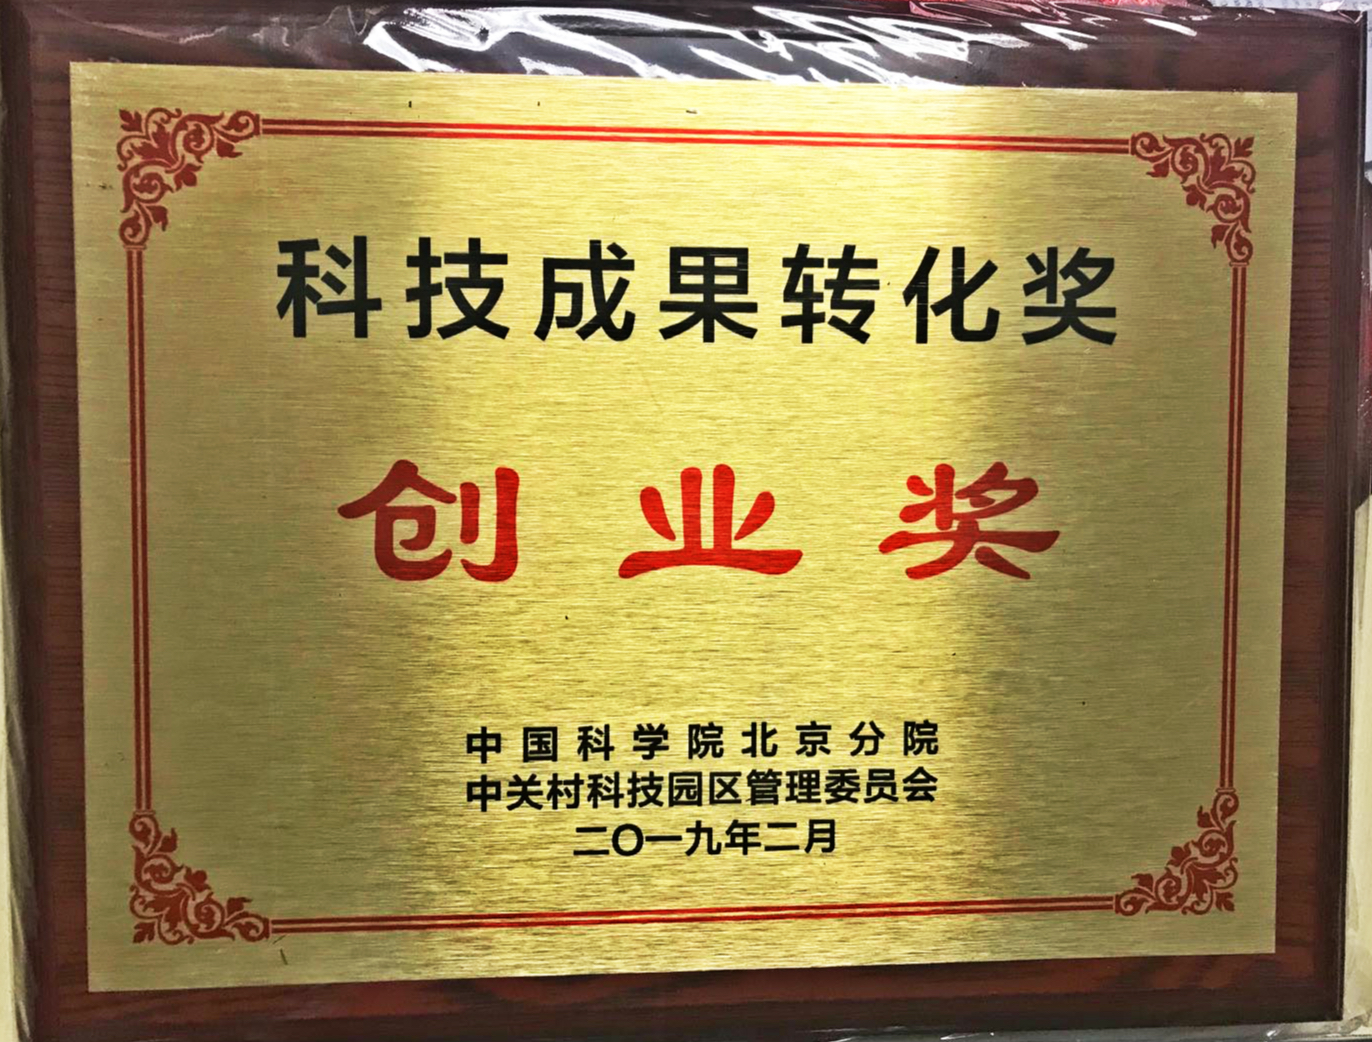 科技成果转化奖
创业奖
中国科学院北京分院
中关村科技园区管理委员会
二〇一九年二月